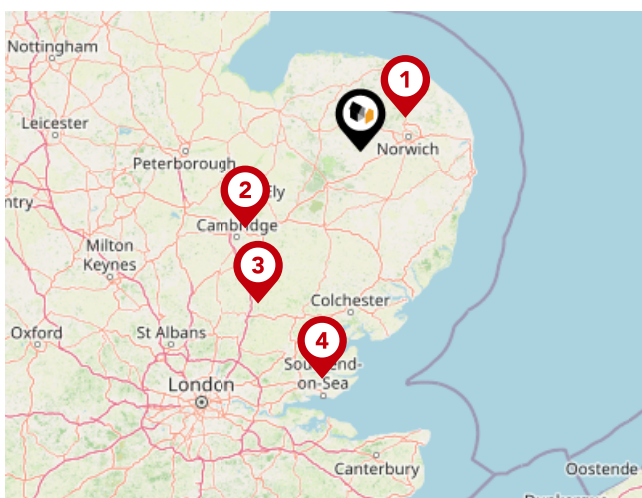 Nottingham
1
Leicester
Norwich
Peterborough
2
Ely
ntry
Cambridge
Milton
Keynes
3
Colchester
Oxford
St Albans
4
Southend-
on-Sea
London
Canterbury
Oostende